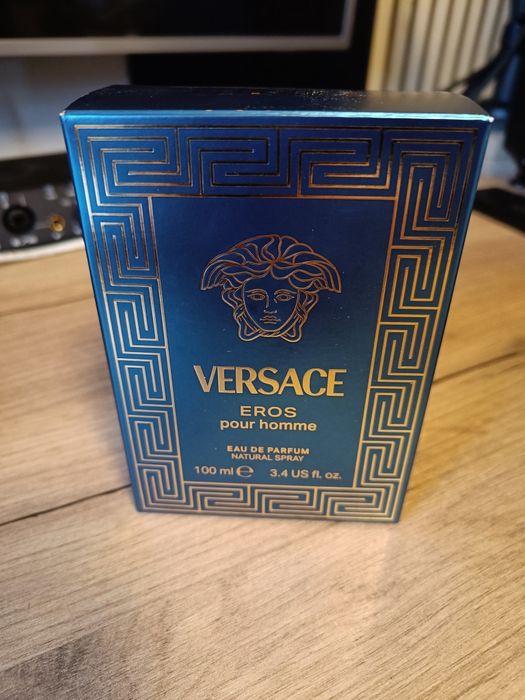 VERSACE
EROS
pour homme
EAU DE PARFUM
NATURAL SPRAY
100 ml ℮ 3.4 US fl. oz.